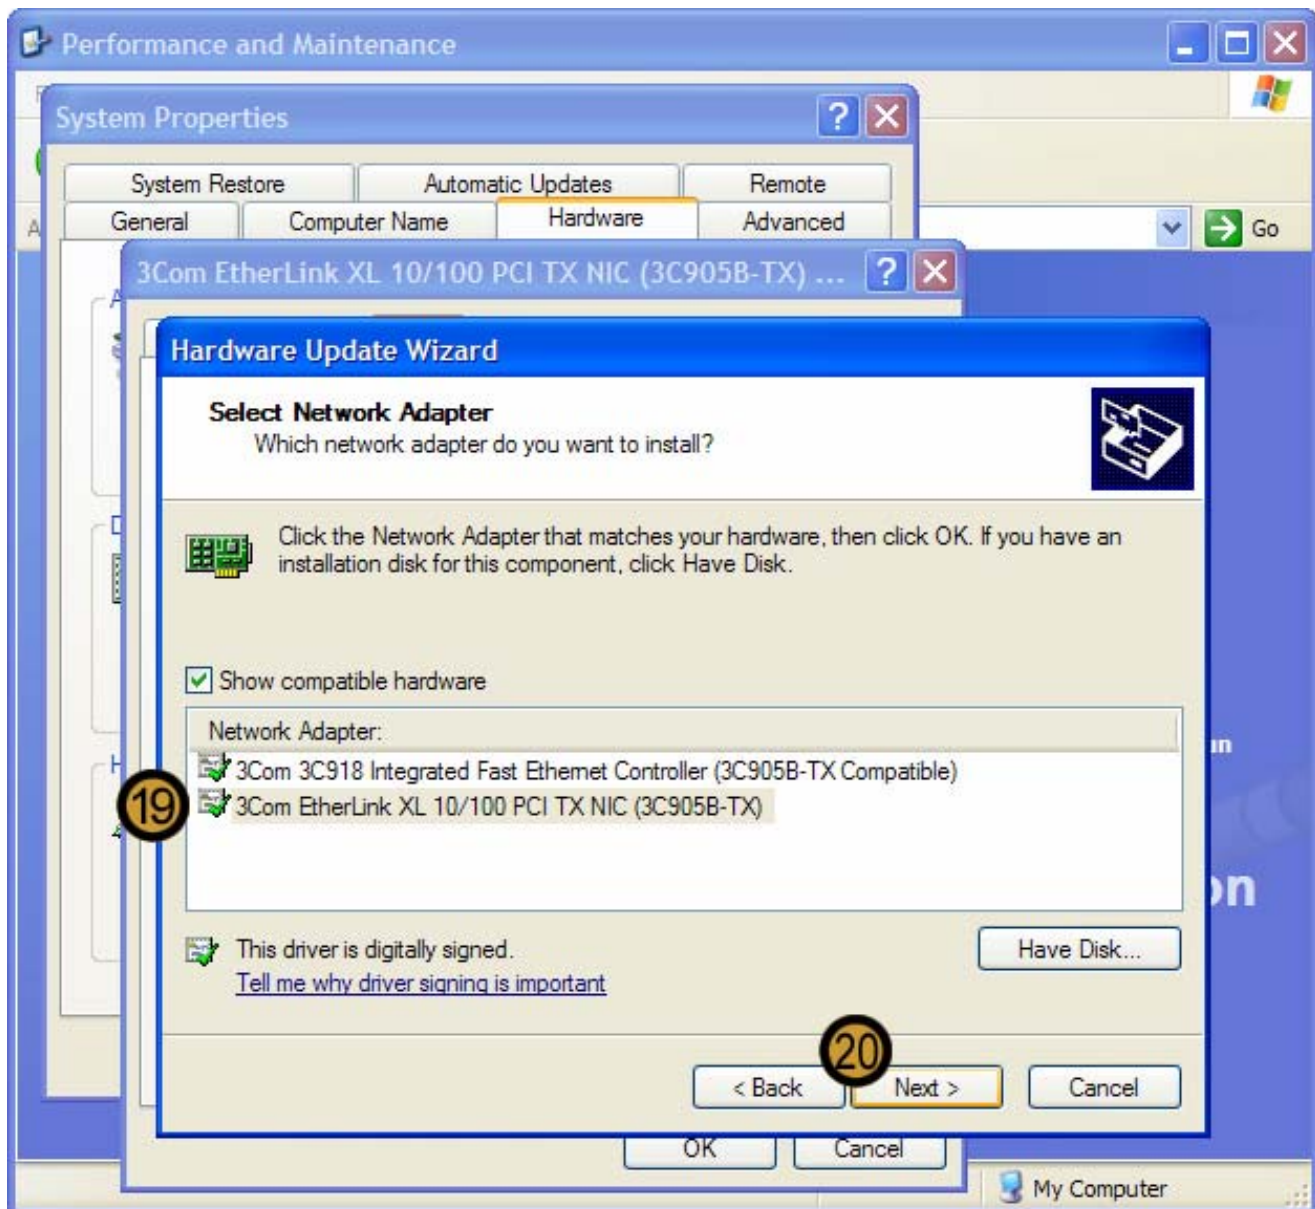 Performance and Maintenance
System Properties
System Restore Automatic Updates Remote
General Computer Name Hardware Advanced
Go
3Com EtherLink XL 10/100 PCI TX NIC (3C905B-TX) ...
Hardware Update Wizard
Select Network Adapter
Which network adapter do you want to install?
Click the Network Adapter that matches your hardware, then click OK. If you have an
installation disk for this component, click Have Disk.
Show compatible hardware
Network Adapter:
3Com 3C918 Integrated Fast Ethernet Controller (3C905B-TX Compatible)
19
3Com EtherLink XL 10/100 PCI TX NIC (3C905B-TX)
This driver is digitally signed.
Have Disk...
Tell me why driver signing is important
20
< Back Next > Cancel
OK Cancel
My Computer